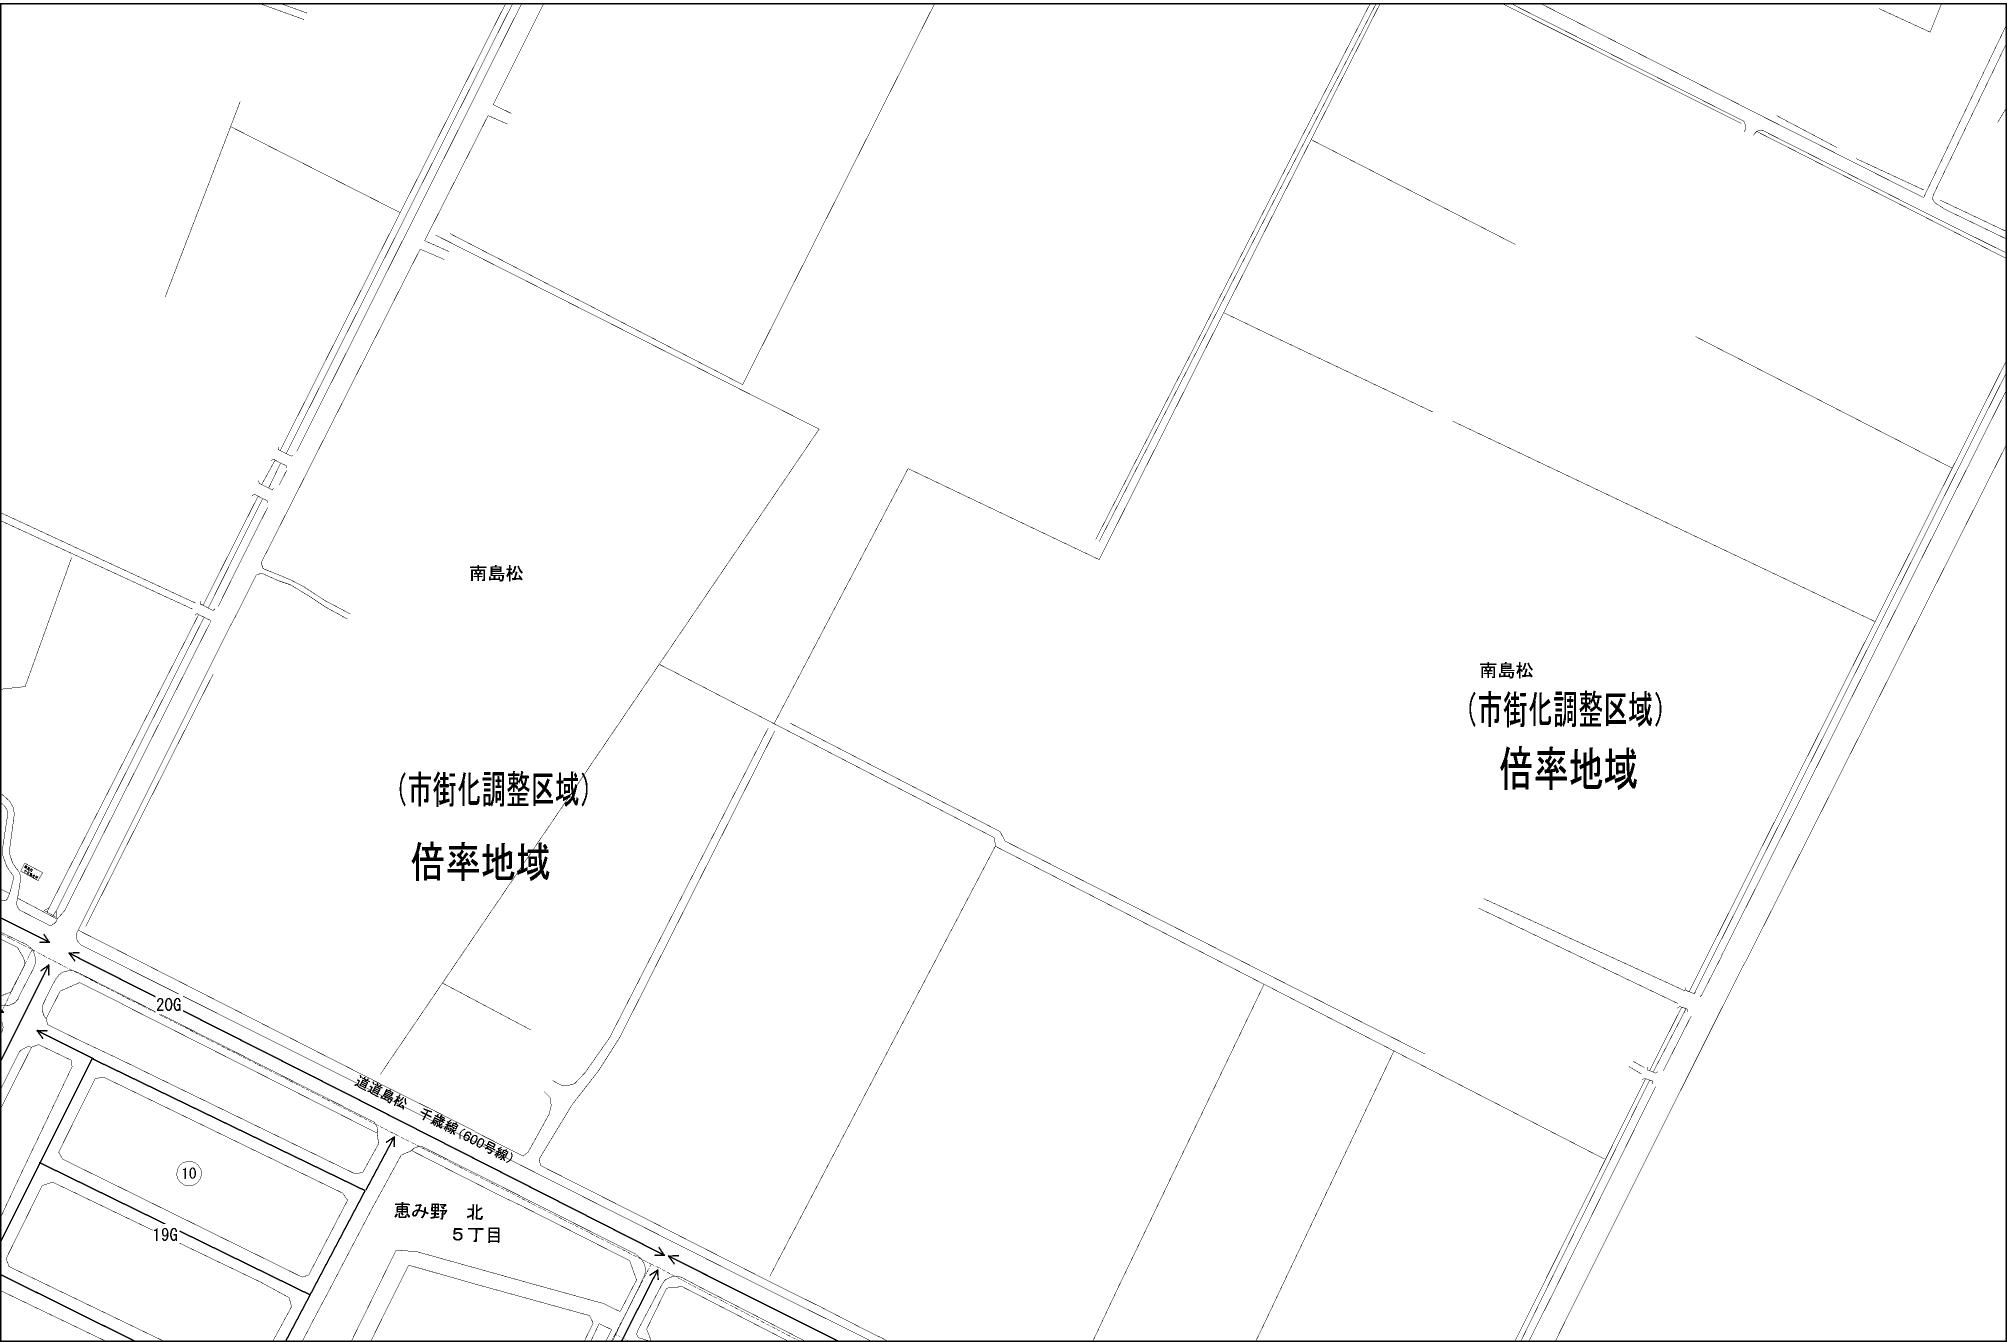 南島松
南島松
(市街化調整区域)
倍率地域
(市街化調整区域)
倍率地域
20G
道道島松 千歳線(600号線)
10
恵み野 北
5丁目
19G